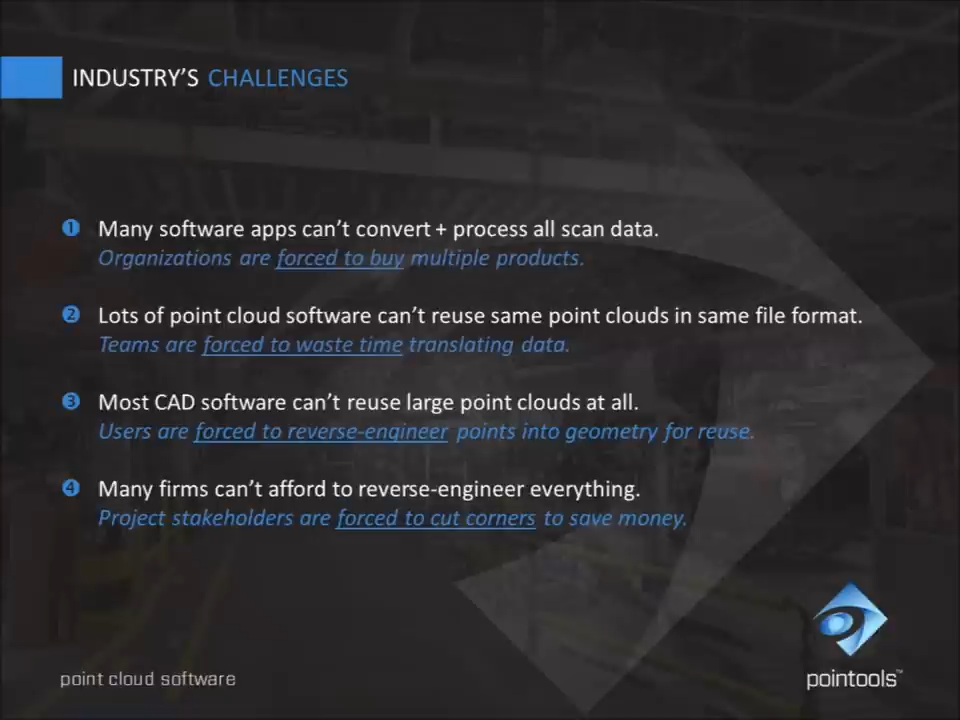 INDUSTRY'S CHALLENGES
❶ Many software apps can't convert + process all scan data.
Organizations are forced to buy multiple products.
❷ Lots of point cloud software can't reuse same point clouds in same file format.
Teams are forced to waste time translating data.
❸ Most CAD software can't reuse large point clouds at all.
Users are forced to reverse-engineer points into geometry for reuse.
❹ Many firms can't afford to reverse-engineer everything.
Project stakeholders are forced to cut corners to save money.
point cloud software
pointools™